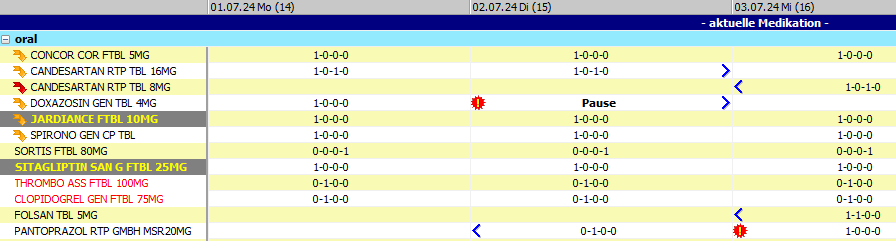 01.07.24 Mo (14) 02.07.24 Di (15) 03.07.24 Mi (16)
- aktuelle Medikation -
oral
CONCOR COR FTBL 5MG 1-0-0-0 1-0-0-0 1-0-0-0
CANDESARTAN RTP TBL 16MG 1-0-1-0 1-0-1-0
CANDESARTAN RTP TBL 8MG 1-0-1-0
DOXAZOSIN GEN TBL 4MG 1-0-0-0 Pause
JARDIANCE FTBL 10MG 1-0-0-0 1-0-0-0 1-0-0-0
SPIRONO GEN CP TBL 1-0-0-0 1-0-0-0 1-0-0-0
SORTIS FTBL 80MG 0-0-0-1 0-0-0-1 0-0-0-1
SITAGLIPTIN SAN G FTBL 25MG 1-0-0-0 1-0-0-0 1-0-0-0
THROMBO ASS FTBL 100MG 0-1-0-0 0-1-0-0 0-1-0-0
CLOPIDOGREL GEN FTBL 75MG 0-1-0-0 0-1-0-0 0-1-0-0
FOLSAN TBL 5MG 1-1-0-0
PANTOPRAZOL RTP GMBH MSR20MG 0-1-0-0 1-0-0-0